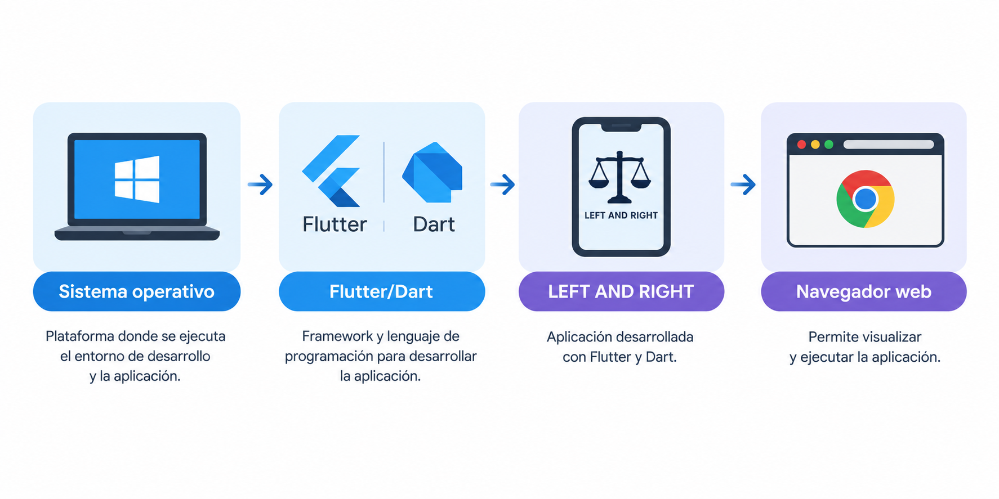 Flutter
Dart
LEFT AND RIGHT
Sistema operativo
Flutter/Dart
LEFT AND RIGHT
Navegador web
Plataforma donde se ejecuta
el entorno de desarrollo
y la aplicación.
Framework y lenguaje de
programación para desarrollar
la aplicación.
Aplicación desarrollada
con Flutter y Dart.
Permite visualizar
y ejecutar la aplicación.